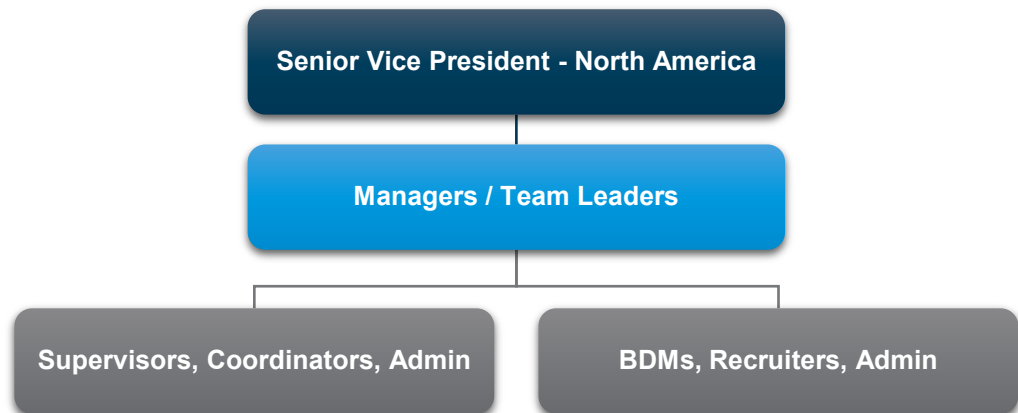 Senior Vice President - North America
Managers / Team Leaders
Supervisors, Coordinators, Admin
BDMs, Recruiters, Admin